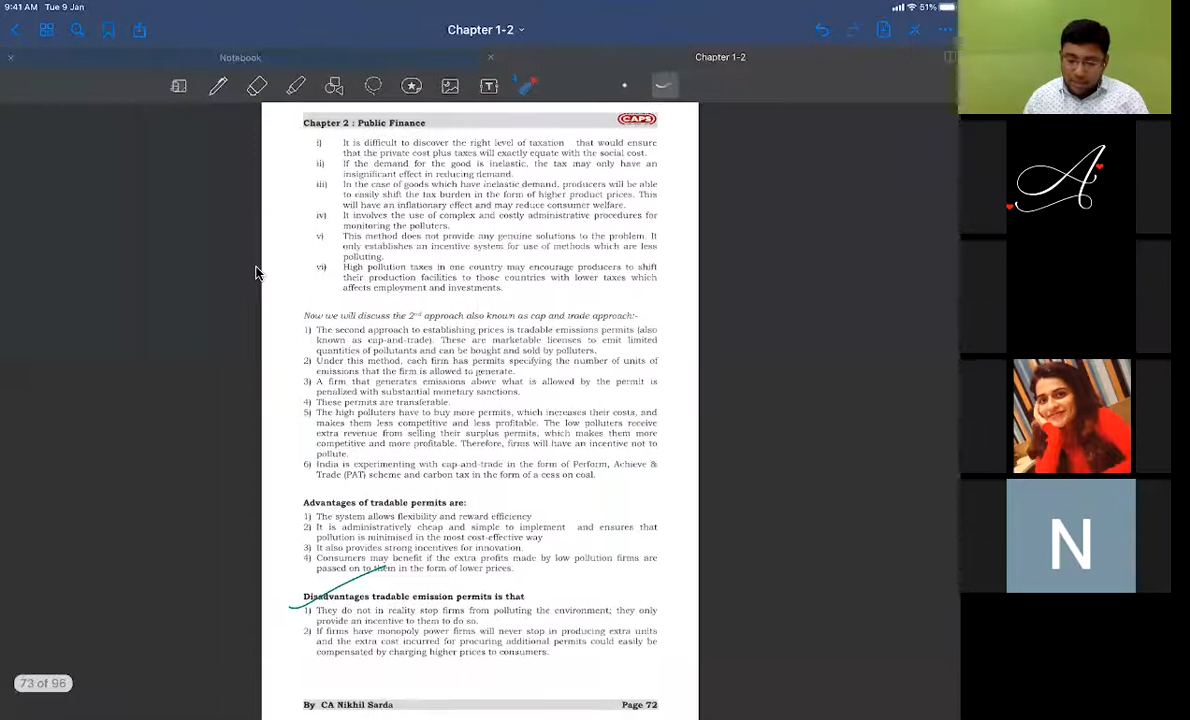 9:41 AM Tue 9 Jan
51%
Chapter 1-2
Notebook
Chapter 1-2
Chapter 2 : Public Finance
CAPS
i) It is difficult to discover the right level of taxation that would ensure
that the private cost plus taxes will exactly equate with the social cost.
ii) If the demand for the good is inelastic, the tax may only have an
insignificant effect in reducing demand.
iii) In the case of goods which have inelastic demand, producers will be able
to easily shift the tax burden in the form of higher product prices. This
will have an inflationary effect and may reduce consumer welfare.
iv) It involves the use of complex and costly administrative procedures for
monitoring the polluters.
v) This method does not provide any genuine solutions to the problem. It
only establishes an incentive system for use of methods which are less
polluting.
vi) High pollution taxes in one country may encourage producers to shift
their production facilities to those countries with lower taxes which
affects employment and investments.
Now we will discuss the 2nd approach also known as cap and trade approach:-
1) The second approach to establishing prices is tradable emissions permits (also
known as cap-and-trade). These are marketable licenses to emit limited
quantities of pollutants and can be bought and sold by polluters.
2) Under this method, each firm has permits specifying the number of units of
emissions that the firm is allowed to generate.
3) A firm that generates emissions above what is allowed by the permit is
penalized with substantial monetary sanctions.
4) These permits are transferable.
5) The high polluters have to buy more permits, which increases their costs, and
makes them less competitive and less profitable. The low polluters receive
extra revenue from selling their surplus permits, which makes them more
competitive and more profitable. Therefore, firms will have an incentive not to
pollute.
6) India is experimenting with cap-and-trade in the form of Perform, Achieve &
Trade (PAT) scheme and carbon tax in the form of a cess on coal.
Advantages of tradable permits are:
1) The system allows flexibility and reward efficiency
2) It is administratively cheap and simple to implement and ensures that
pollution is minimised in the most cost-effective way
3) It also provides strong incentives for innovation.
4) Consumers may benefit if the extra profits made by low pollution firms are
passed on to them in the form of lower prices.
Disadvantages tradable emission permits is that
1) They do not in reality stop firms from polluting the environment; they only
provide an incentive to them to do so.
2) If firms have monopoly power firms will never stop in producing extra units
and the extra cost incurred for procuring additional permits could easily be
compensated by charging higher prices to consumers.
73 of 96
By CA Nikhil Sarda Page 72
A
N